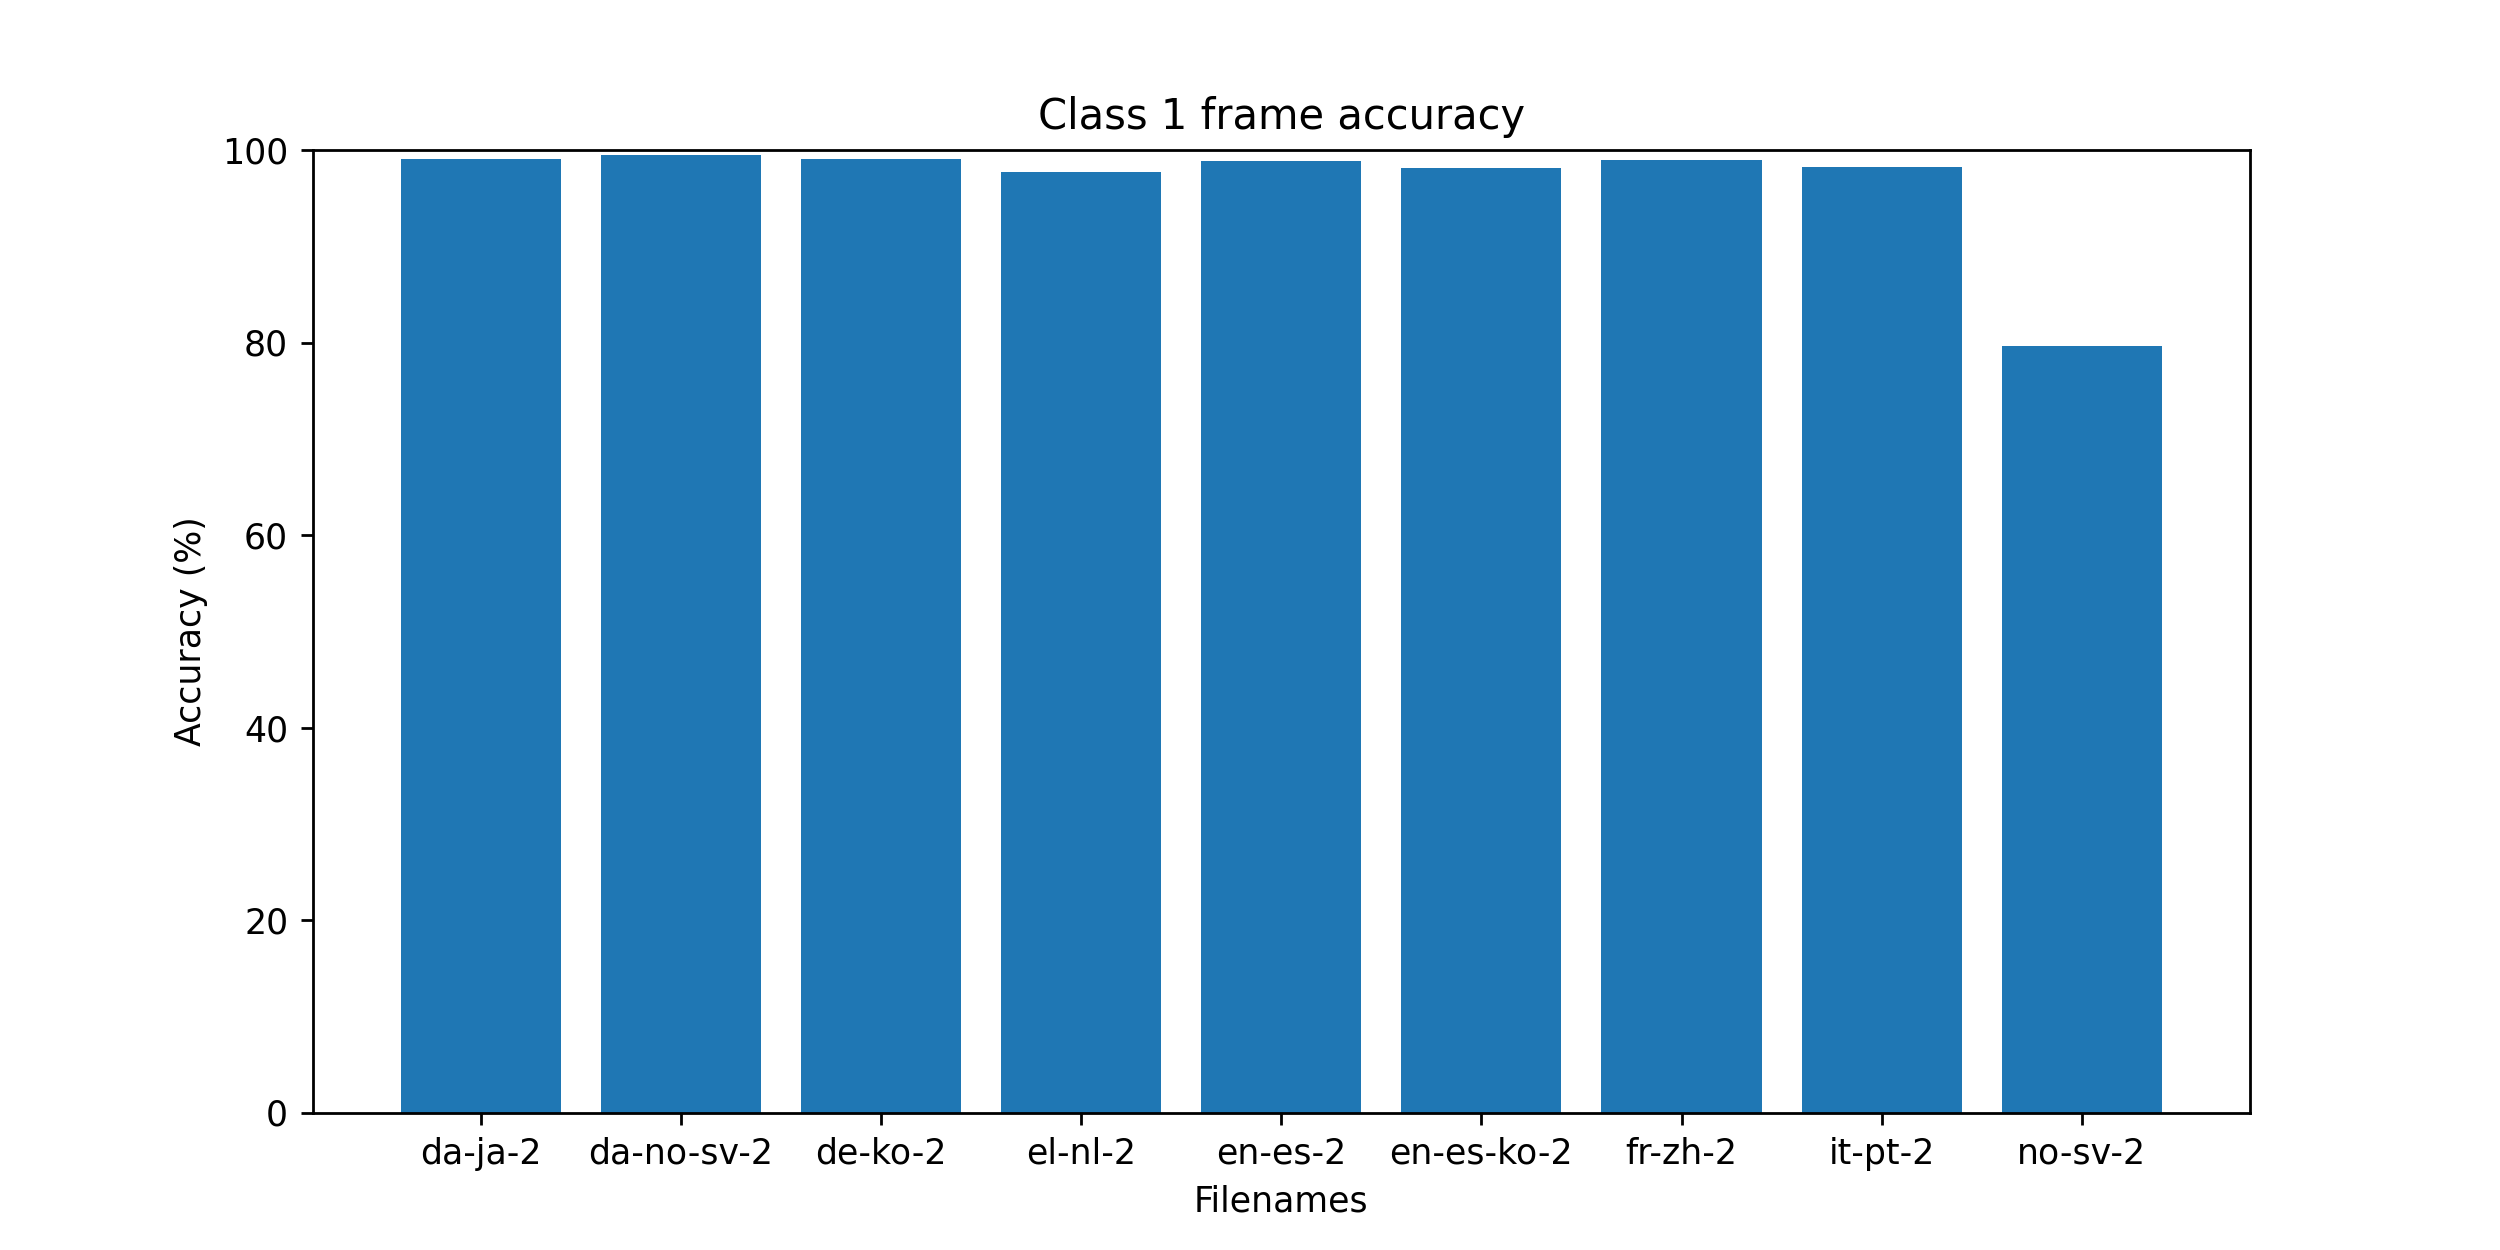 Class 1 frame accuracy
Accuracy (%)
100
80
60
40
20
0
da-ja-2 da-no-sv-2 de-ko-2 el-nl-2 en-es-2 en-es-ko-2 fr-zh-2 it-pt-2 no-sv-2
Filenames